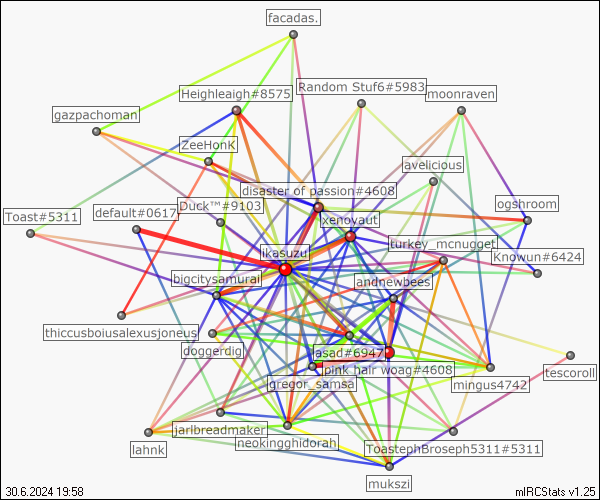 facadas.
Random Stuf6#5983
Heighleaigh#8575
moonraven
gazpachoman
ZeeHonK
avelicious
disaster of passion#4608
ogshroom
Duck™#9103
default#0617
Toast#5311
xenoyaut
turkey_mcnugget
ikasuzu
Knowun#6424
bigcitysamurai
andnewbees
thiccusboiusalexusjoneus
doggerdig
asad#6947
pink hair woag#4608
tescoroll
gregor_samsa
mingus4742
jarlbreadmaker
neokingghidorah
ToastephBroseph5311#5311
lahnk
mukszi
30.6.2024 19:58
mIRCStats v1.25